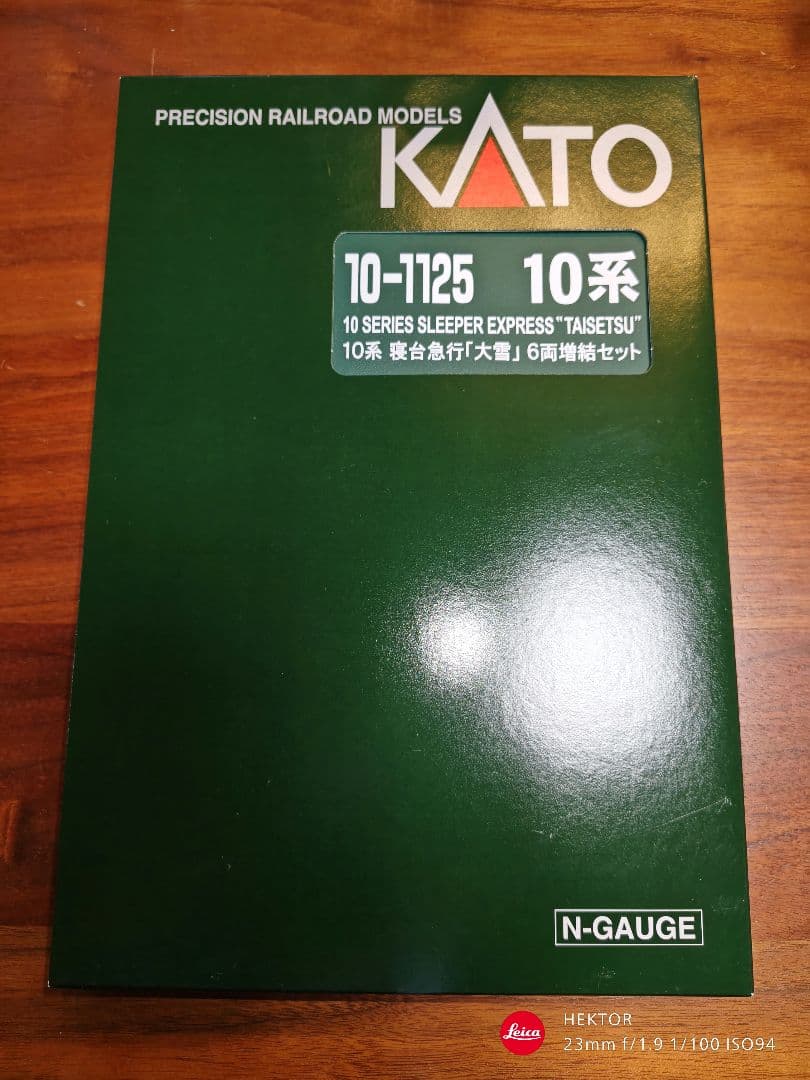 PRECISION RAILROAD MODELS
KATO
10-1125 10系
10 SERIES SLEEPER EXPRESS "TAISETSU"
10系 寝台急行「大雪」 6両増結セット
N-GAUGE
Leica
HEKTOR
23mm f/1.9 1/100 ISO94